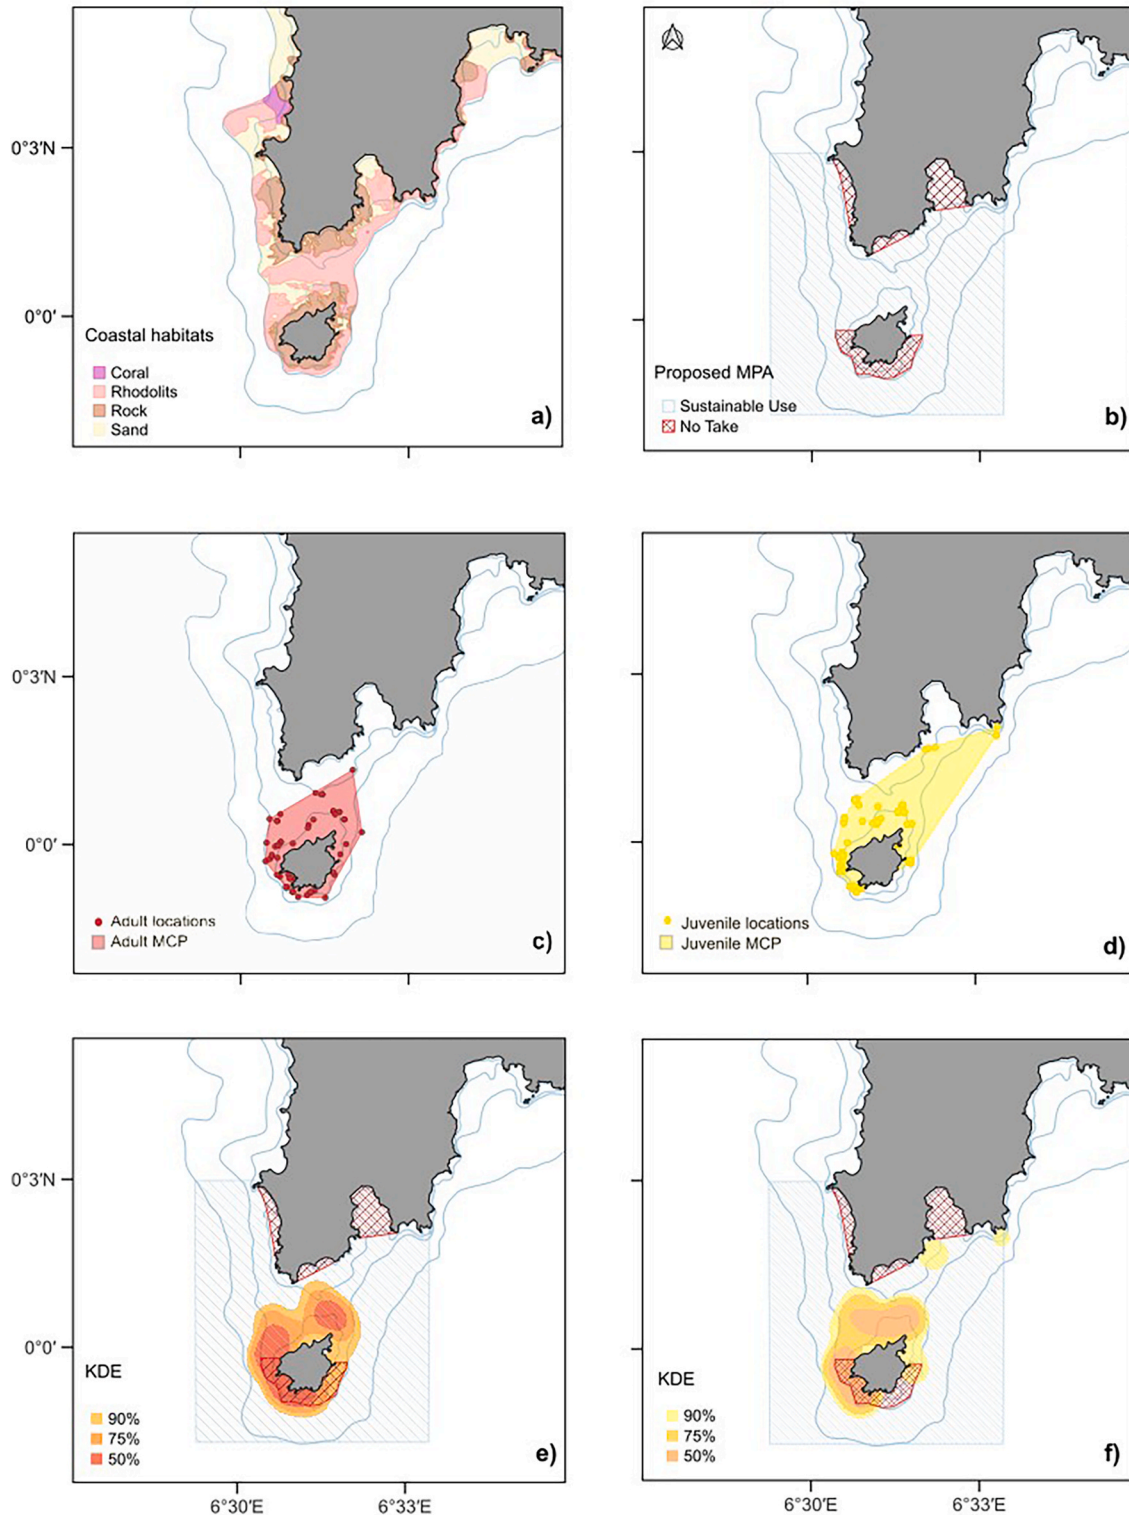 0°3'N
0°0'
Coastal habitats
Coral
Rhodolits
Rock
Sand
a)
Proposed MPA
Sustainable Use
No Take
b)
0°3'N
0°0'
Adult locations
Adult MCP
c)
Juvenile locations
Juvenile MCP
d)
0°3'N
0°0'
KDE
90%
75%
50%
e)
6°30'E
6°33'E
KDE
90%
75%
50%
f)
6°30'E
6°33'E